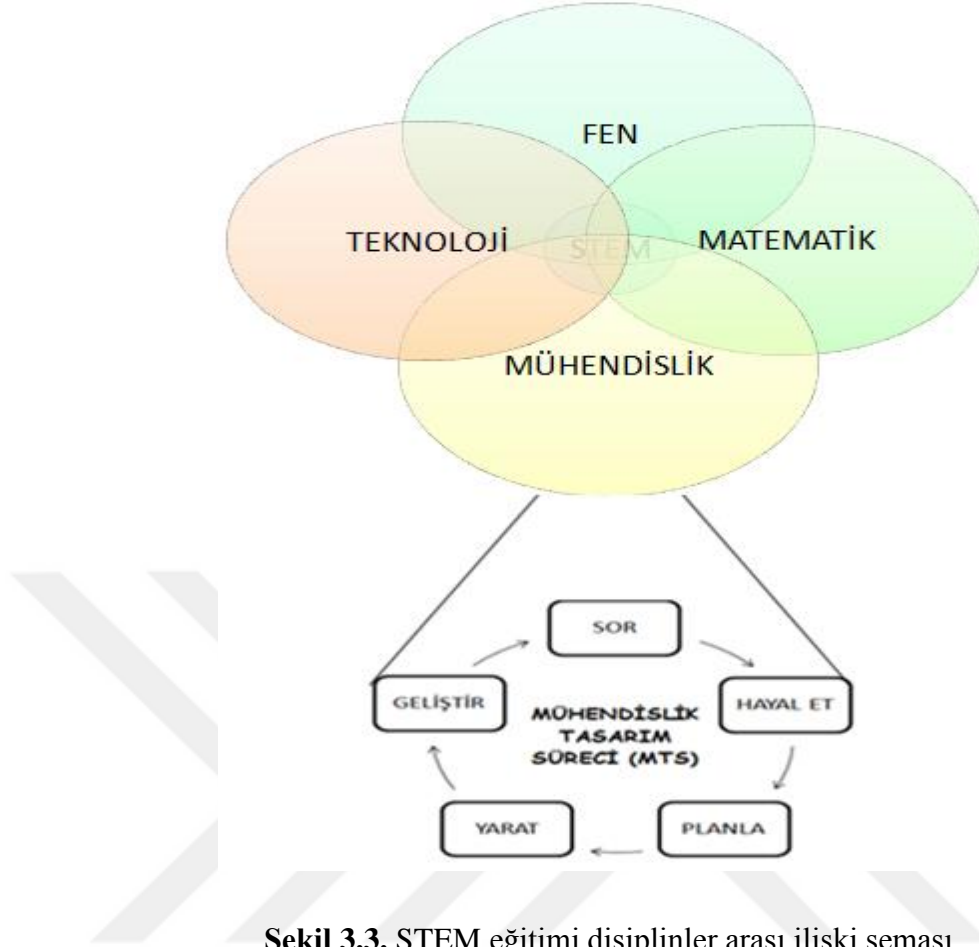 FEN
TEKNOLOJİ
MATEMATİK
STEM
MÜHENDİSLİK
SOR
GELİŞTİR
HAYAL ET
MÜHENDİSLİK
TASARIM
SÜRECİ (MTS)
YARAT
PLANLA
Şekil 3.3. STEM eğitimi disiplinler arası ilişki şeması